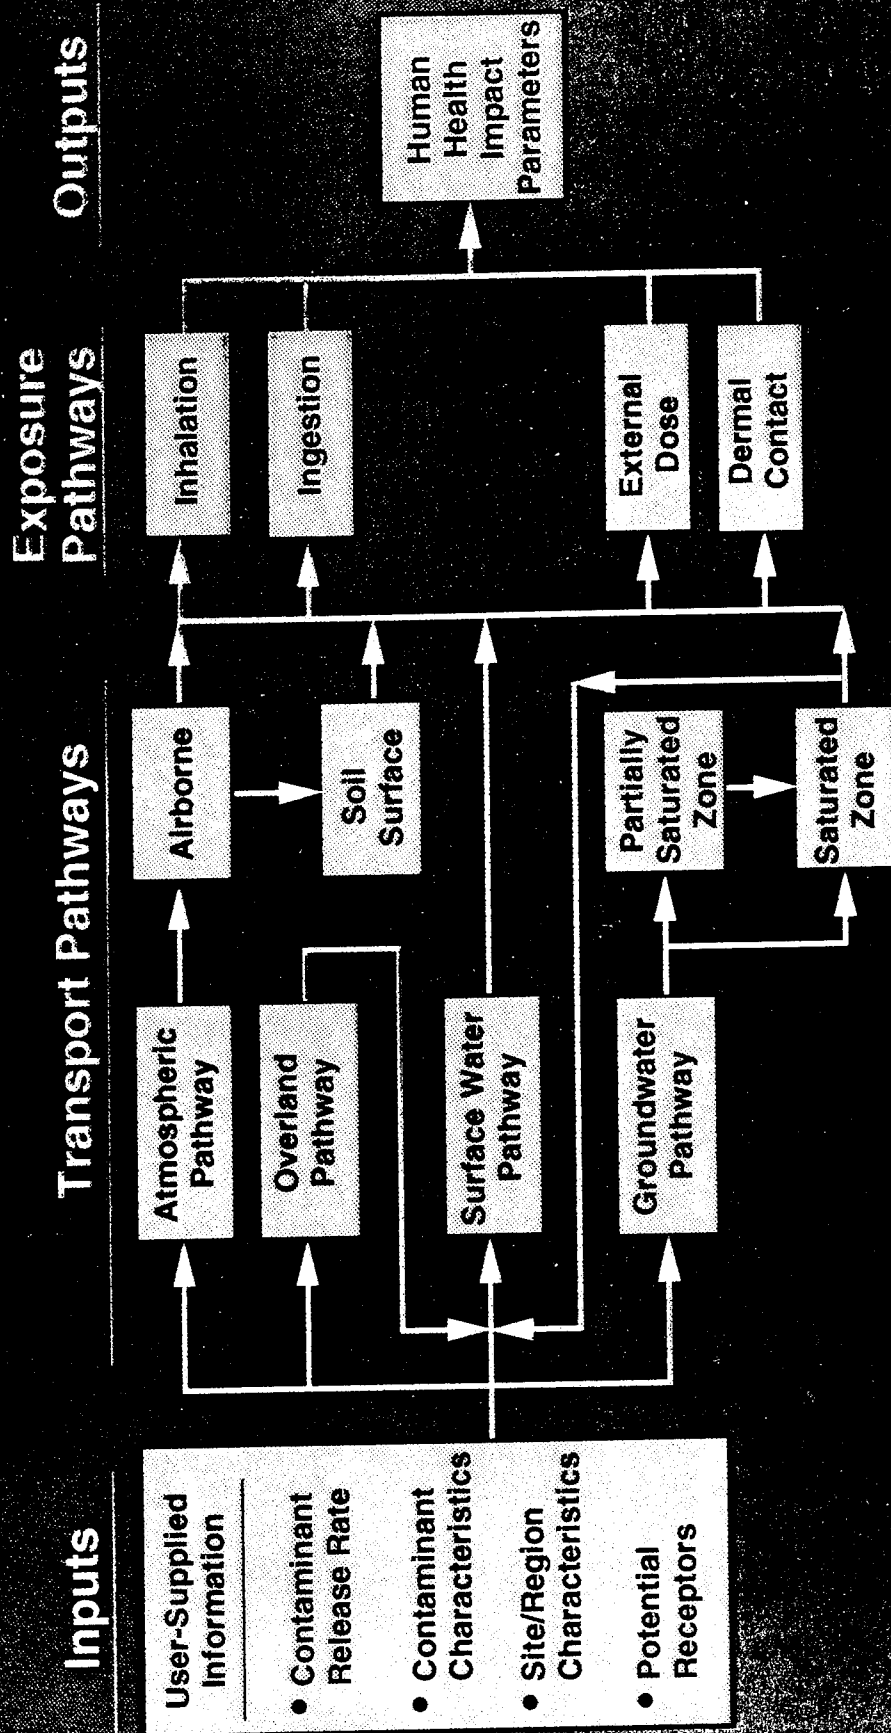 Inputs
Transport Pathways
Exposure
Pathways
Outputs
User-Supplied
Information
• Contaminant
Release Rate
• Contaminant
Characteristics
• Site/Region
Characteristics
• Potential
Receptors
Atmospheric
Pathway
Overland
Pathway
Surface Water
Pathway
Groundwater
Pathway
Airborne
Soil
Surface
Partially
Saturated
Zone
Saturated
Zone
Inhalation
Ingestion
External
Dose
Dermal
Contact
Human
Health
Impact
Parameters